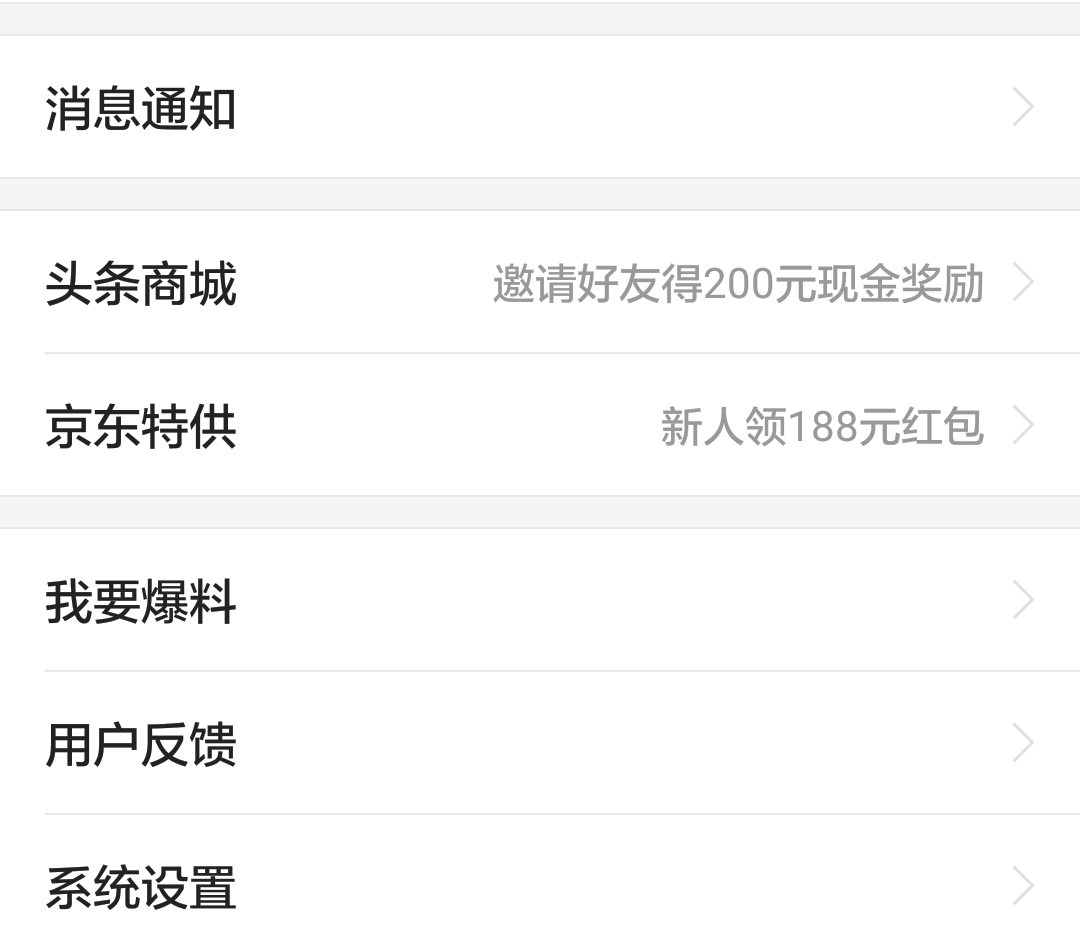 消息通知
头条商城 邀请好友得200元现金奖励
京东特供 新人领188元红包
我要爆料
用户反馈
系统设置